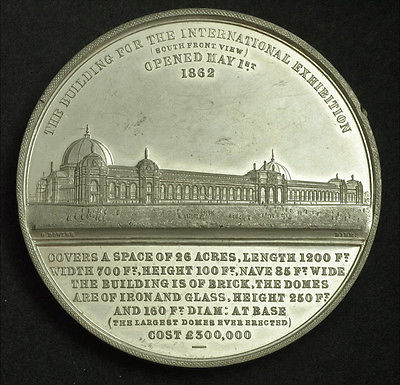 THE BUILDING FOR THE INTERNATIONAL EXHIBITION
(SOUTH FRONT VIEW)
OPENED MAY 1ST
1862
COVERS A SPACE OF 26 ACRES, LENGTH 1200 FT
WIDTH 700 FT, HEIGHT 100 FT, NAVE 85 FT WIDE
THE BUILDING IS OF BRICK, THE DOMES
ARE OF IRON AND GLASS, HEIGHT 250 FT
AND 160 FT DIAM: AT BASE
(THE LARGEST DOMES EVER ERECTED)
COST £300,000